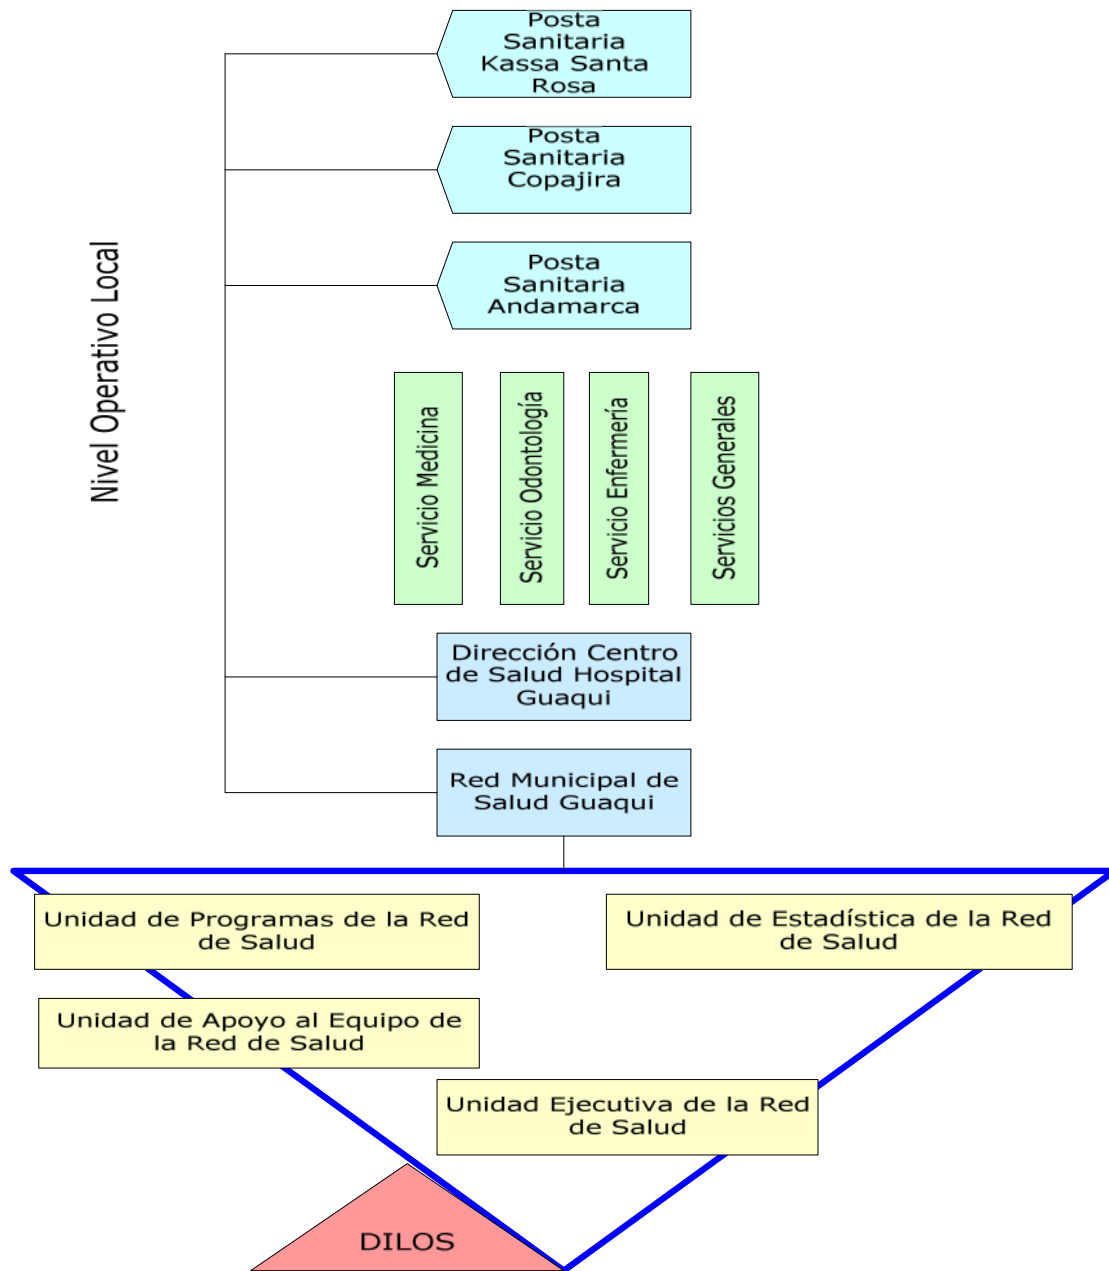 Posta
Sanitaria
Kassa Santa
Rosa
Posta
Sanitaria
Copajira
Posta
Sanitaria
Andamarca
Nivel Operativo Local
Servicio Medicina
Servicio Odontología
Servicio Enfermería
Servicios Generales
Dirección Centro
de Salud Hospital
Guaqui
Red Municipal de
Salud Guaqui
Unidad de Programas de la Red
de Salud
Unidad de Estadística de la Red
de Salud
Unidad de Apoyo al Equipo de
la Red de Salud
Unidad Ejecutiva de la Red
de Salud
DILOS